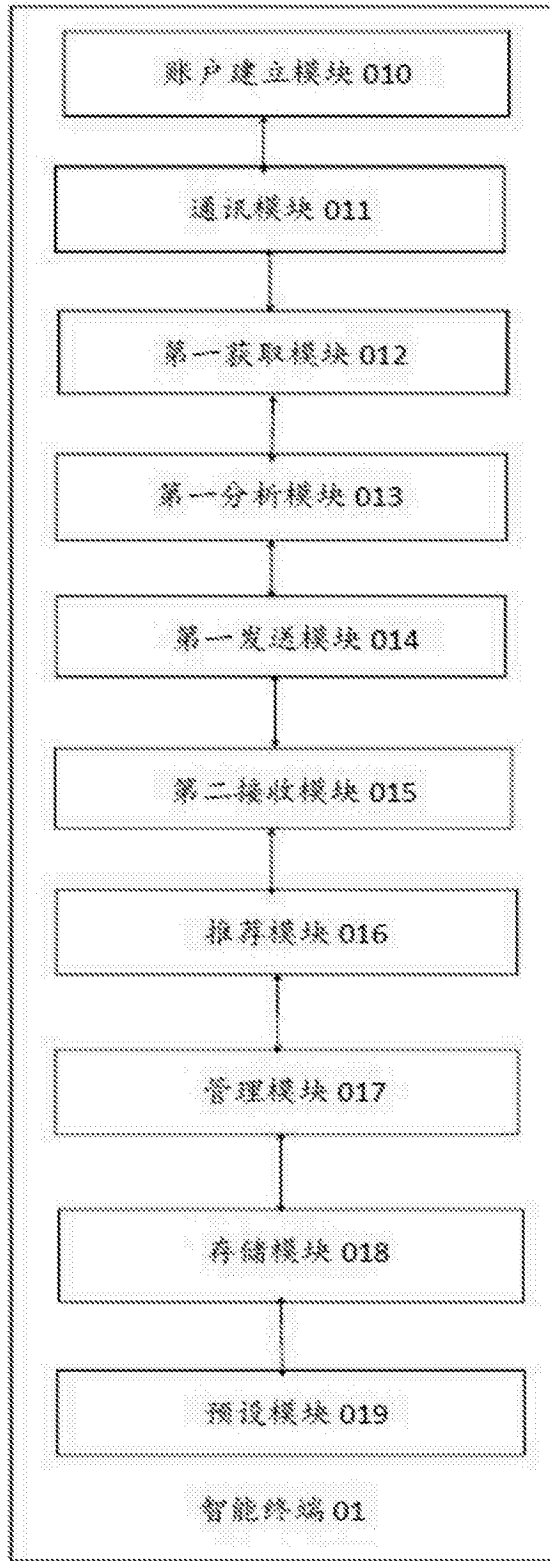 账户建立模块 010
通讯模块 011
第一获取模块 012
第一分析模块 013
第一发送模块 014
第二接收模块 015
推荐模块 016
管理模块 017
存储模块 018
预设模块 019
智能终端 01